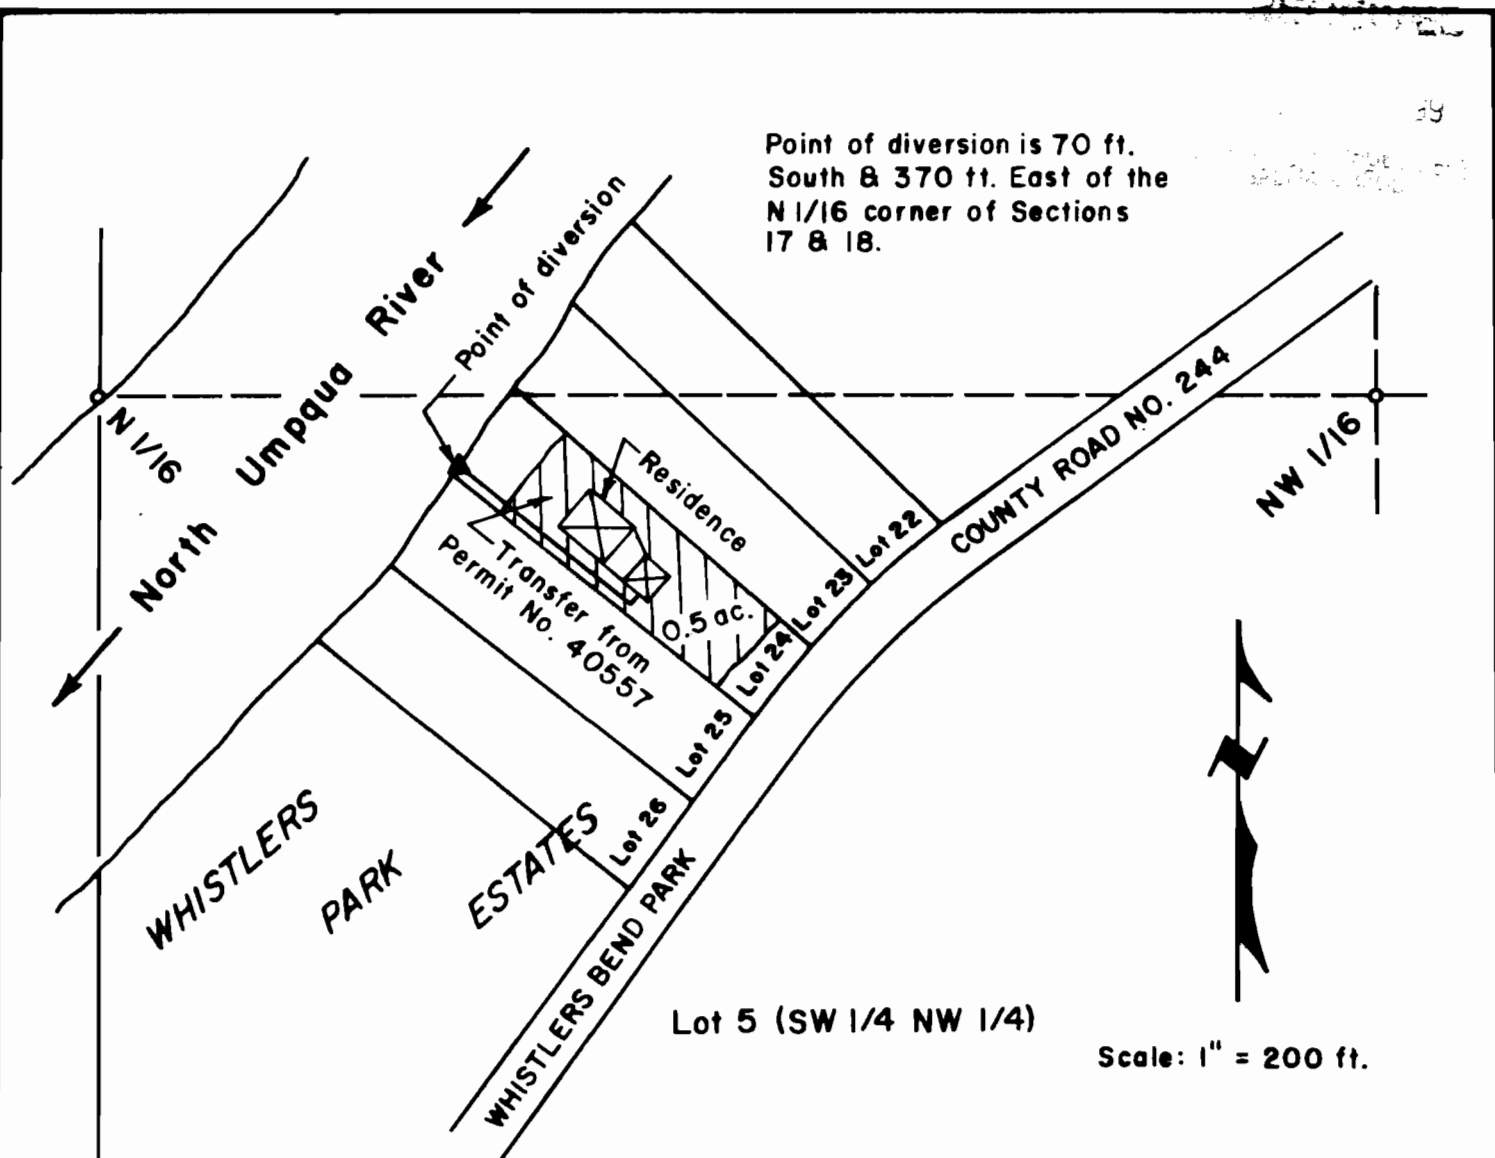 Point of diversion is 70 ft.
South & 370 ft. East of the
N 1/16 corner of Sections
17 & 18.
Point of diversion
North Umpqua River
N 1/16
NW 1/16
COUNTY ROAD NO. 244
Residence
Transfer from
Permit No. 40557
0.5 ac.
Lot 22
Lot 23
Lot 24
Lot 25
Lot 26
WHISTLERS PARK ESTATES
WHISTLERS BEND PARK
N
Lot 5 (SW 1/4 NW 1/4)
Scale: 1" = 200 ft.